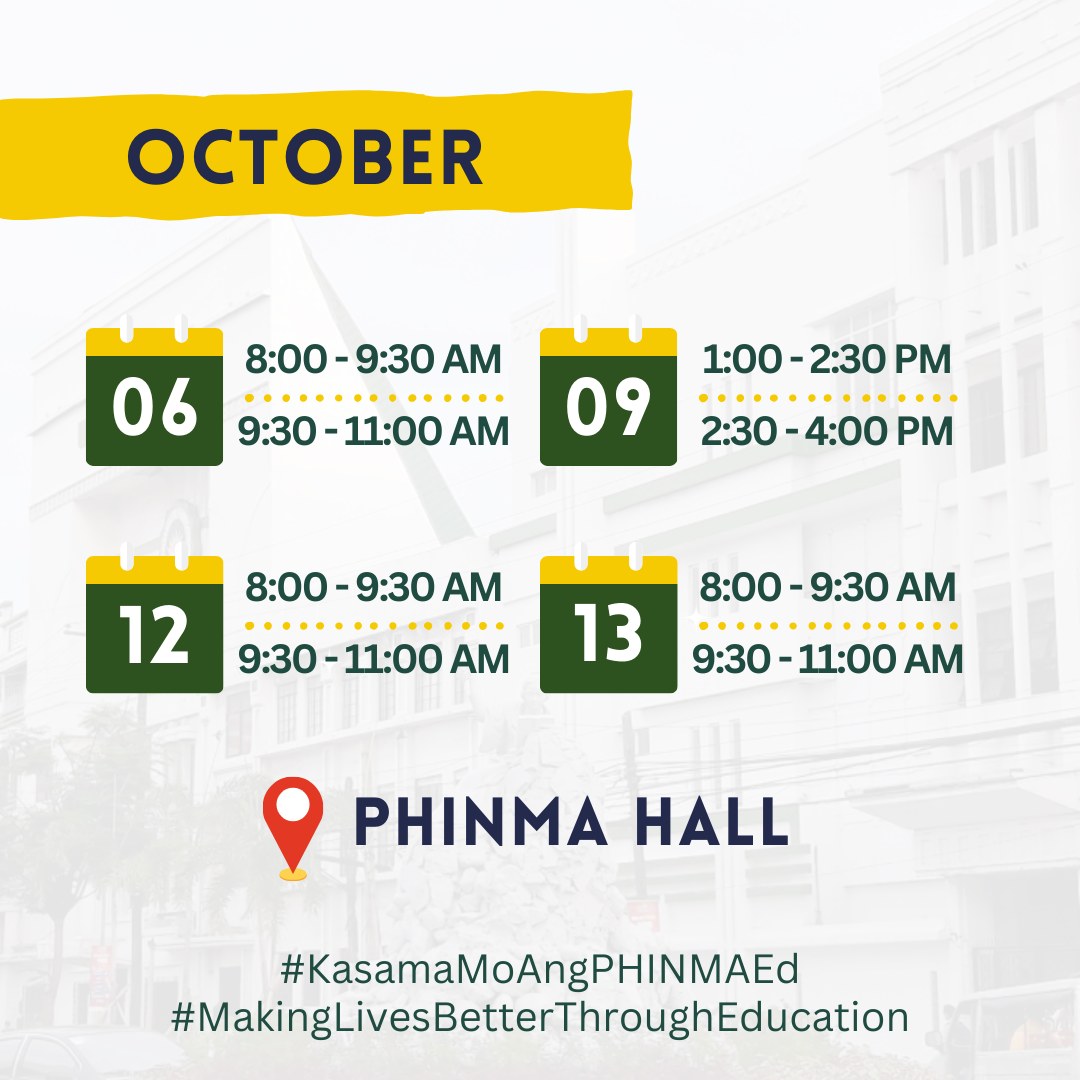 OCTOBER
06
8:00 - 9:30 AM
9:30 - 11:00 AM
09
1:00 - 2:30 PM
2:30 - 4:00 PM
12
8:00 - 9:30 AM
9:30 - 11:00 AM
13
8:00 - 9:30 AM
9:30 - 11:00 AM
PHINMA HALL
#KasamaMoAngPHINMAEd
#MakingLivesBetterThroughEducation